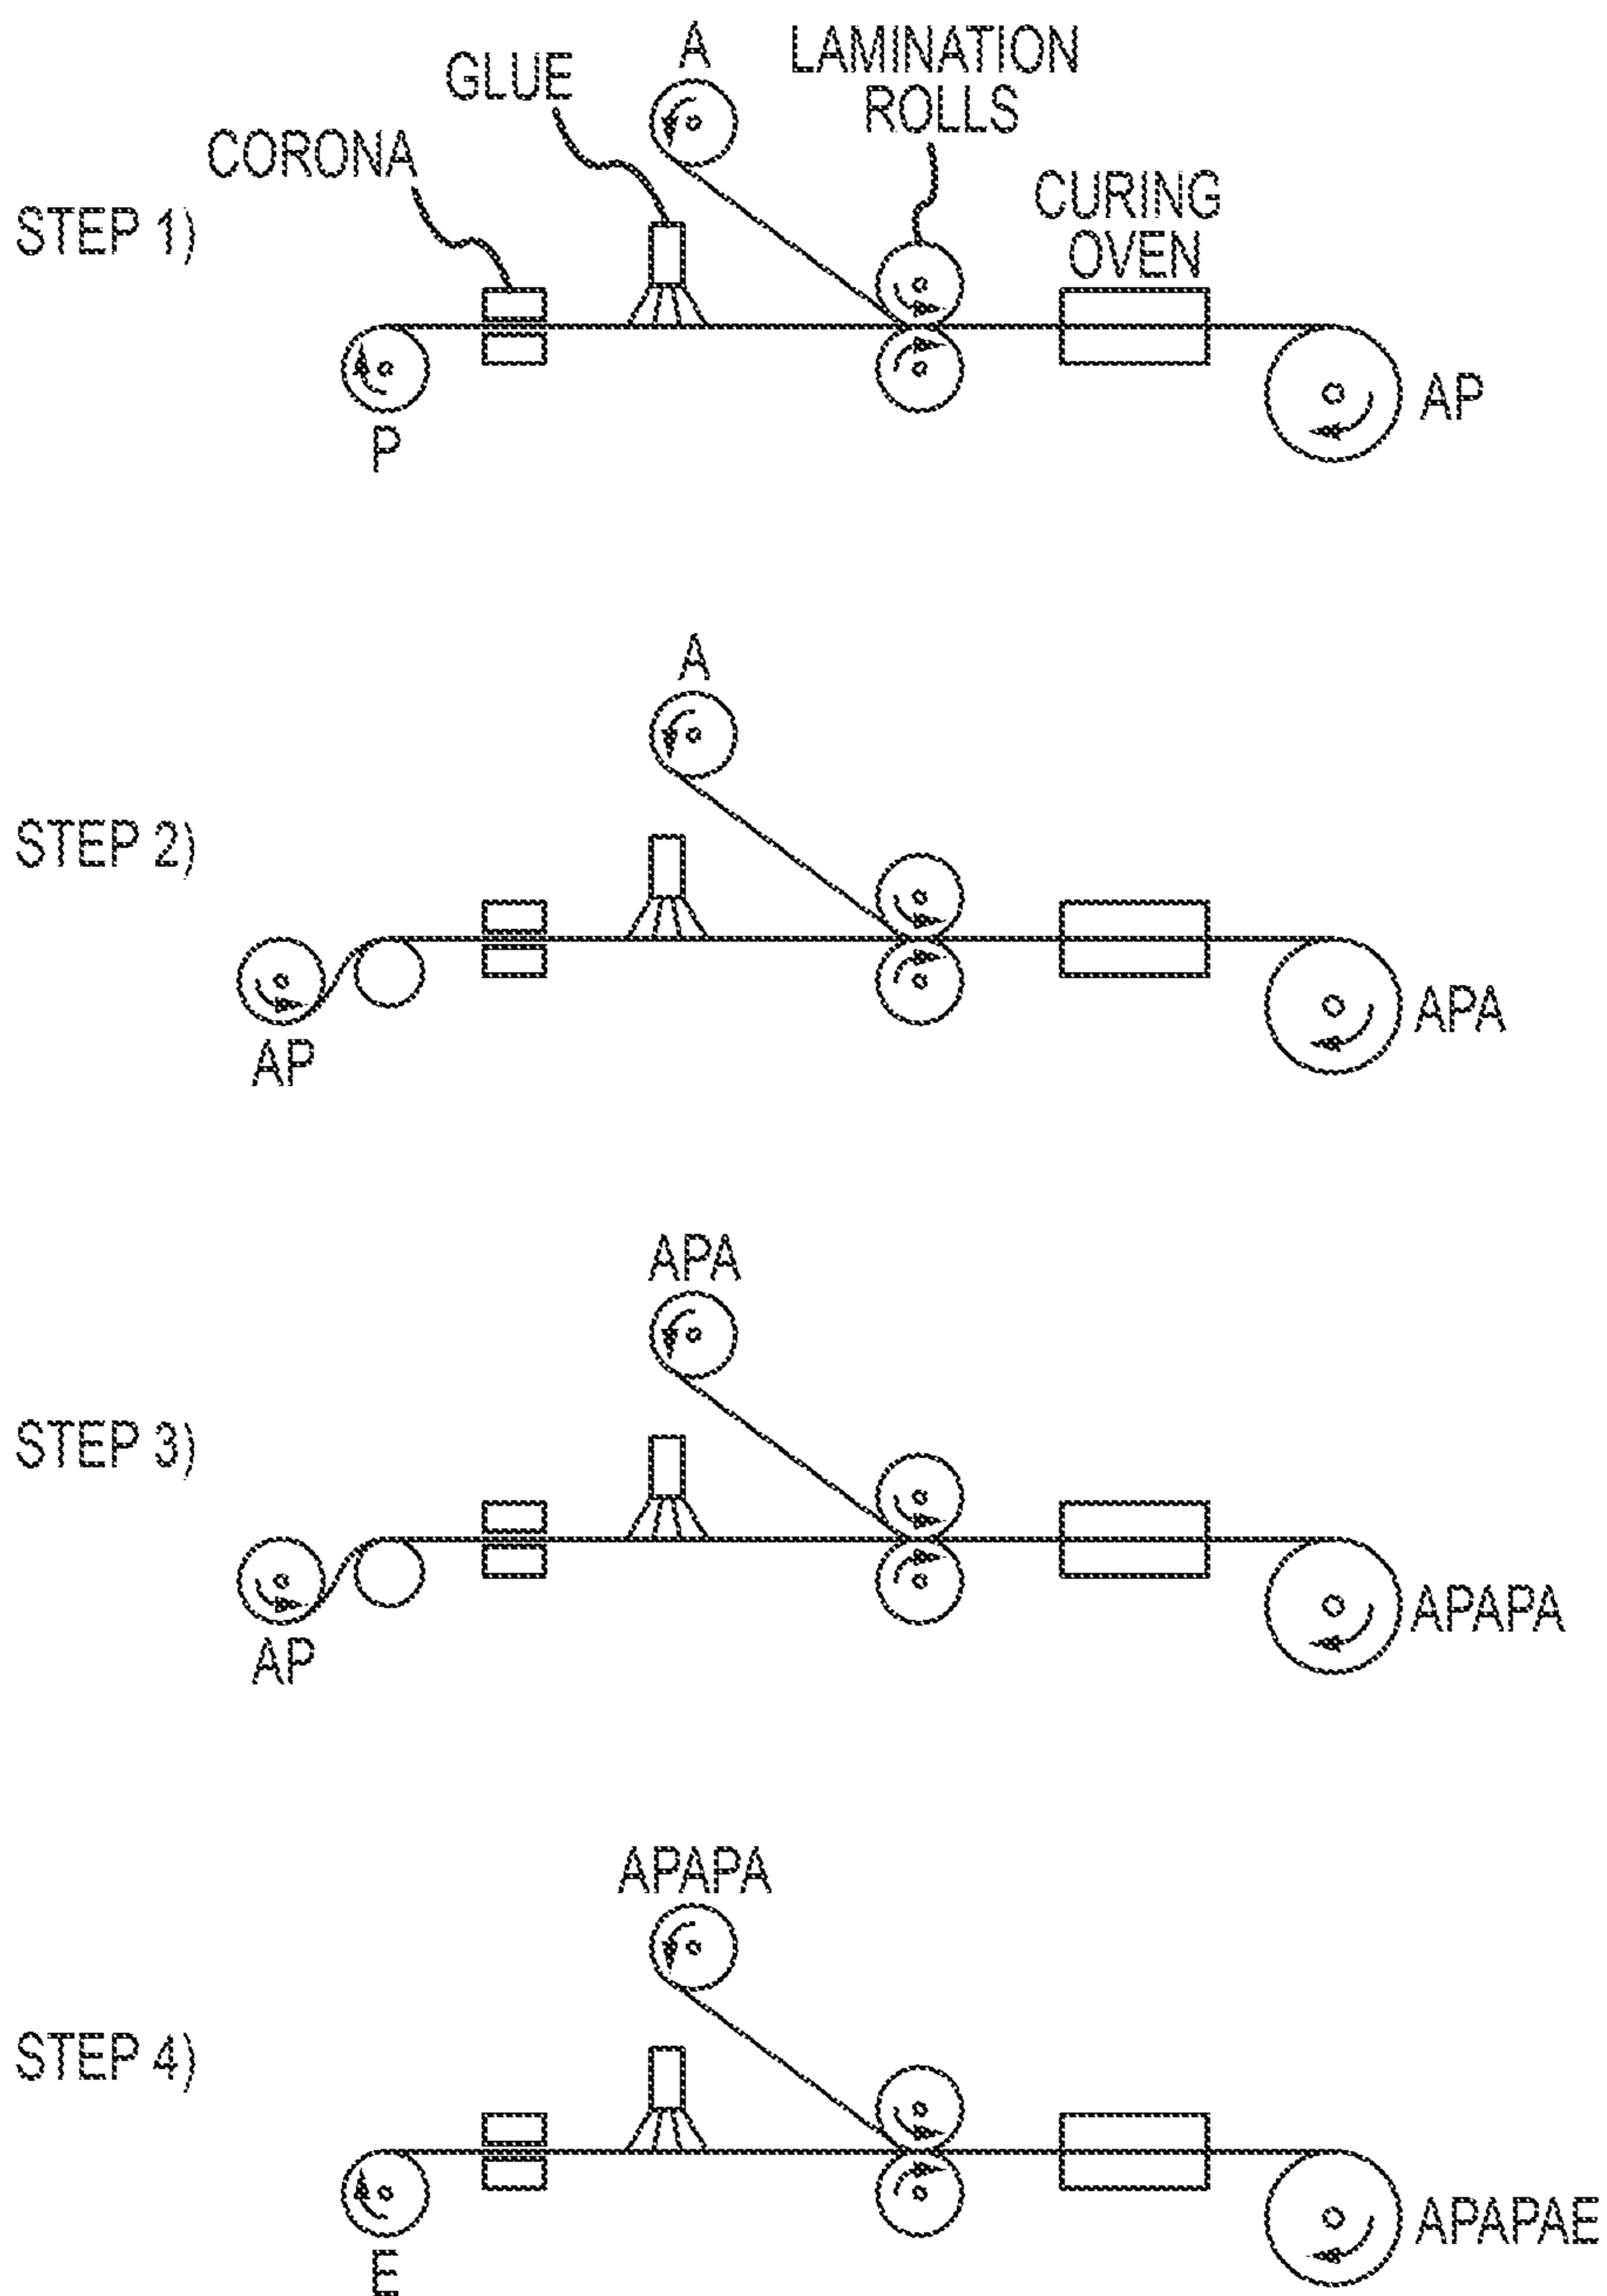 A
LAMINATION
ROLLS
GLUE
CORONA
CURING
OVEN
STEP 1)
P
AP
A
STEP 2)
AP
APA
APA
STEP 3)
AP
APAPA
APAPA
STEP 4)
E
APAPAE